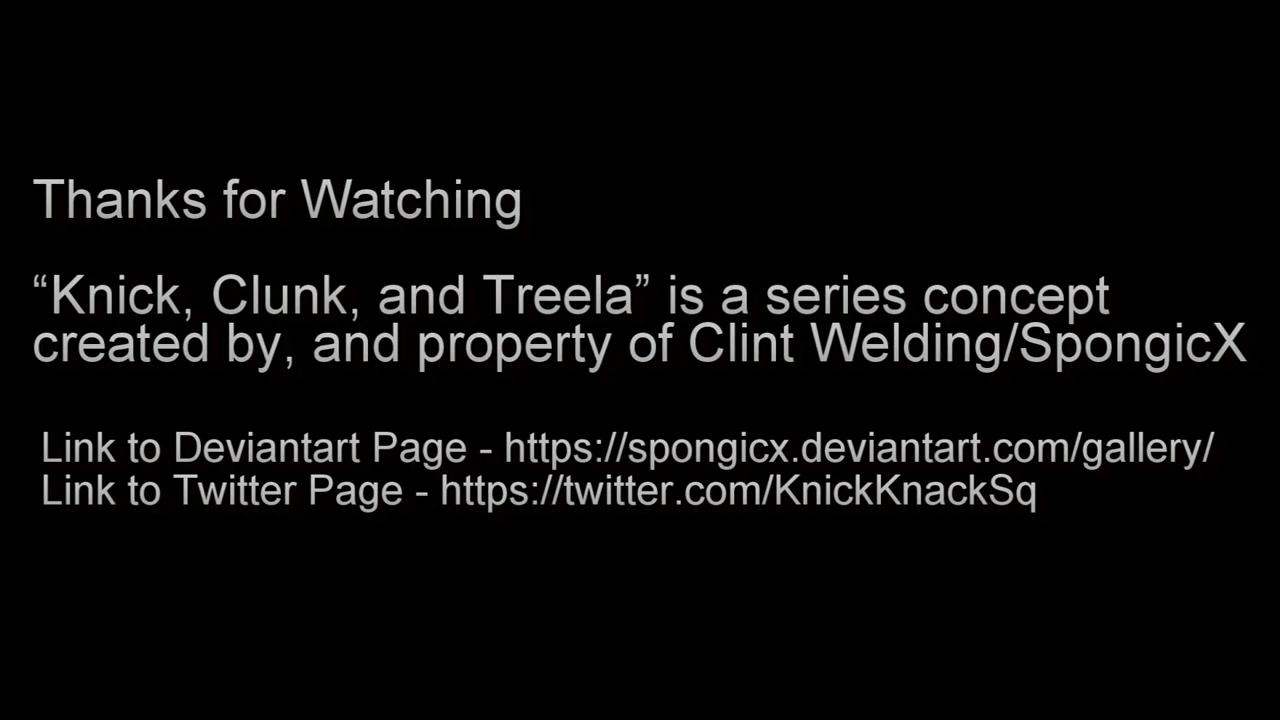 Thanks for Watching
“Knick, Clunk, and Treela” is a series concept
created by, and property of Clint Welding/SpongicX
Link to Deviantart Page - https://spongicx.deviantart.com/gallery/
Link to Twitter Page - https://twitter.com/KnickKnackSq